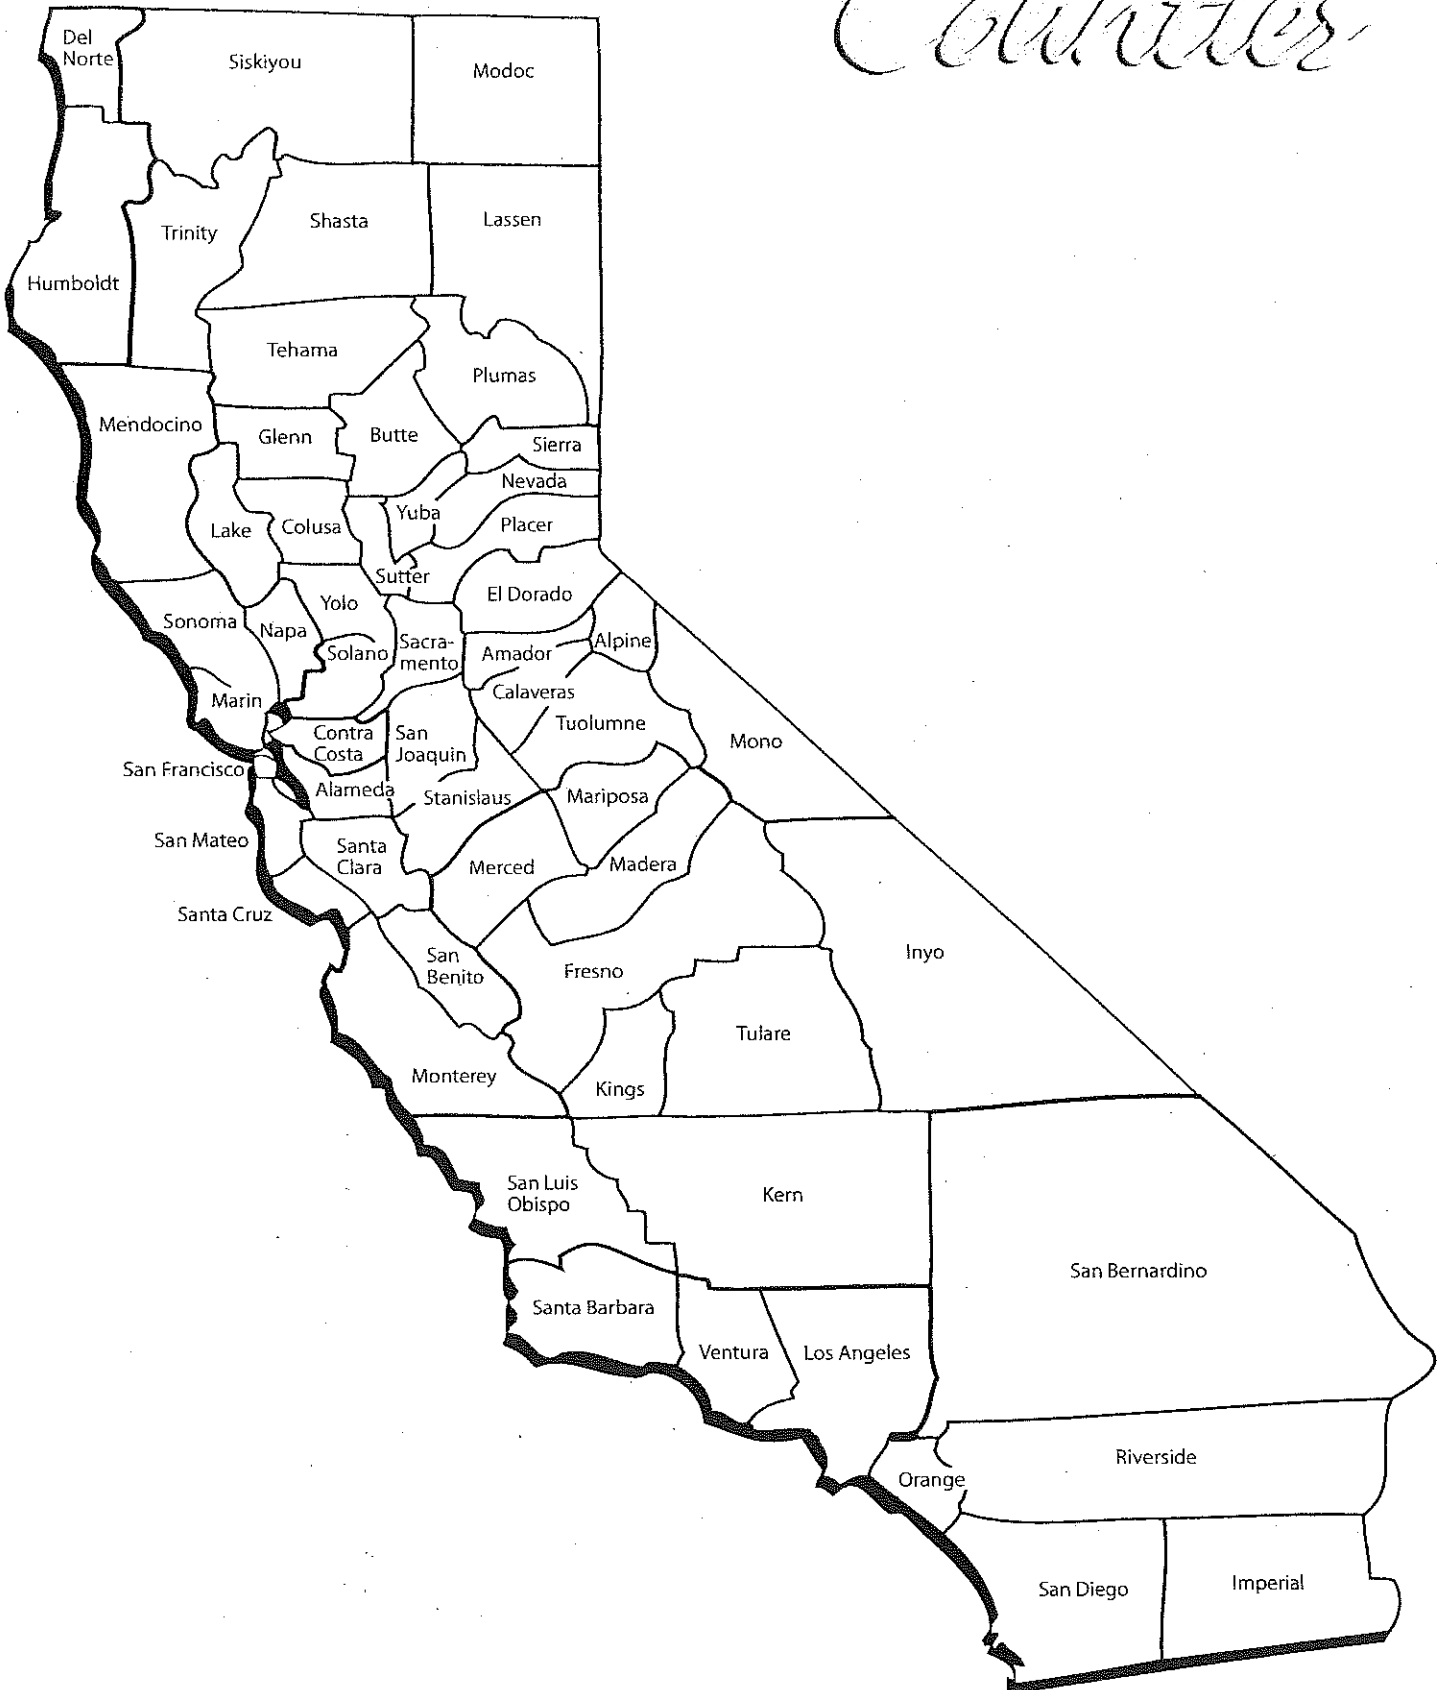 Counties
Del
Norte
Siskiyou
Modoc
Trinity
Shasta
Lassen
Humboldt
Tehama
Plumas
Mendocino
Glenn
Butte
Sierra
Nevada
Yuba
Placer
Lake
Colusa
Sutter
El Dorado
Yolo
Sonoma
Napa
Sacra-
mento
Solano
Amador
Alpine
Calaveras
Marin
Tuolumne
Contra
Costa
San
Joaquin
Mono
San Francisco
Alameda
Stanislaus
Mariposa
San Mateo
Santa
Clara
Merced
Madera
Santa Cruz
San
Benito
Fresno
Inyo
Tulare
Monterey
Kings
San Luis
Obispo
Kern
San Bernardino
Santa Barbara
Ventura
Los Angeles
Riverside
Orange
San Diego
Imperial